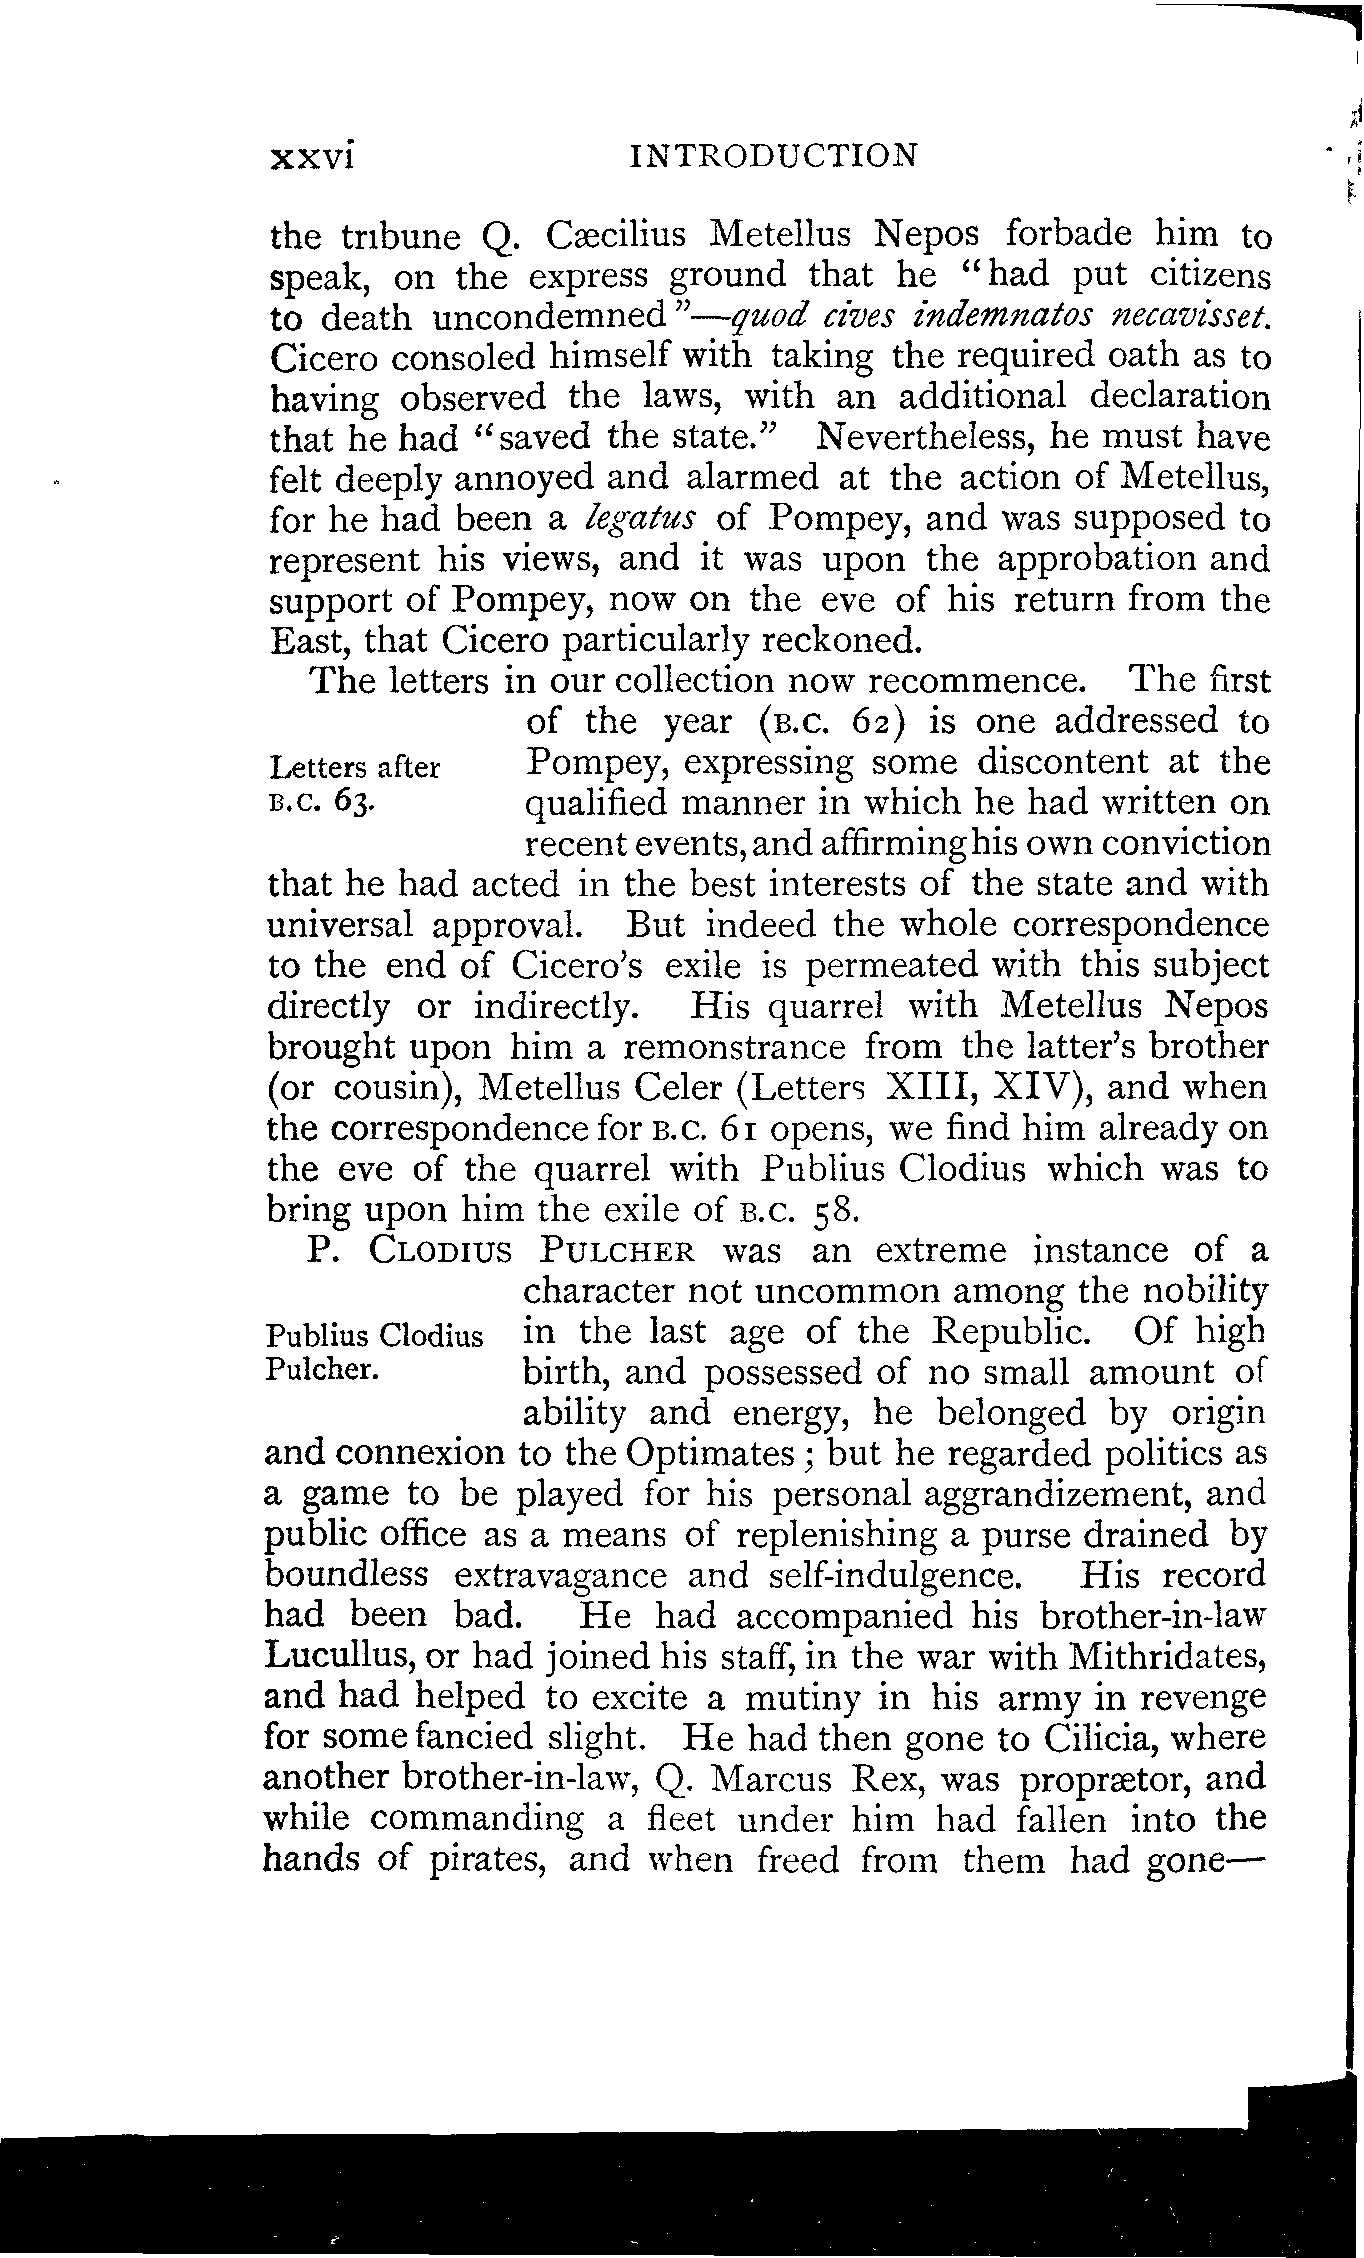 xxvi INTRODUCTION
the tribune Q. Cæcilius Metellus Nepos forbade him to
speak, on the express ground that he “had put citizens
to death uncondemned”—quod cives indemnatos necavisset.
Cicero consoled himself with taking the required oath as to
having observed the laws, with an additional declaration
that he had “saved the state.” Nevertheless, he must have
felt deeply annoyed and alarmed at the action of Metellus,
for he had been a legatus of Pompey, and was supposed to
represent his views, and it was upon the approbation and
support of Pompey, now on the eve of his return from the
East, that Cicero particularly reckoned.
The letters in our collection now recommence. The first
of the year (B.C. 62) is one addressed to
Letters after
B.C. 63.
Pompey, expressing some discontent at the
qualified manner in which he had written on
recent events, and affirming his own conviction
that he had acted in the best interests of the state and with
universal approval. But indeed the whole correspondence
to the end of Cicero's exile is permeated with this subject
directly or indirectly. His quarrel with Metellus Nepos
brought upon him a remonstrance from the latter's brother
(or cousin), Metellus Celer (Letters XIII, XIV), and when
the correspondence for B.C. 61 opens, we find him already on
the eve of the quarrel with Publius Clodius which was to
bring upon him the exile of B.C. 58.
P. CLODIUS PULCHER was an extreme instance of a
character not uncommon among the nobility
Publius Clodius
Pulcher.
in the last age of the Republic. Of high
birth, and possessed of no small amount of
ability and energy, he belonged by origin
and connexion to the Optimates; but he regarded politics as
a game to be played for his personal aggrandizement, and
public office as a means of replenishing a purse drained by
boundless extravagance and self-indulgence. His record
had been bad. He had accompanied his brother-in-law
Lucullus, or had joined his staff, in the war with Mithridates,
and had helped to excite a mutiny in his army in revenge
for some fancied slight. He had then gone to Cilicia, where
another brother-in-law, Q. Marcus Rex, was proprætor, and
while commanding a fleet under him had fallen into the
hands of pirates, and when freed from them had gone—